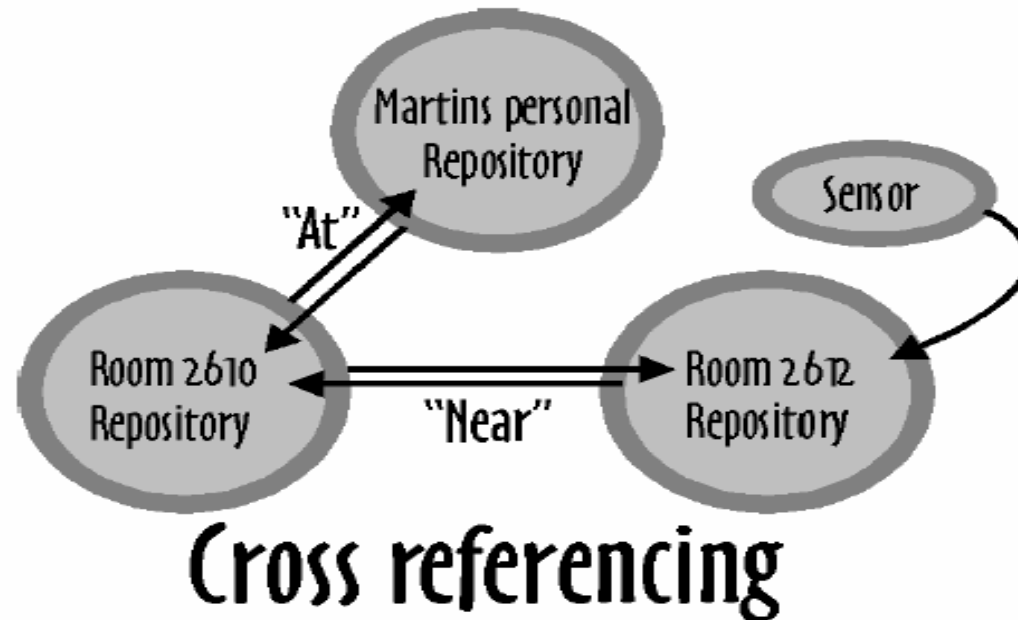 Martins personal
Repository
Sensor
“At”
Room 2610
Repository
“Near”
Room 2612
Repository
Cross referencing